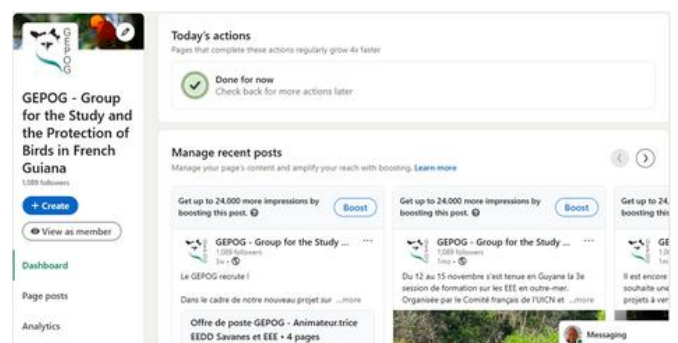 GEPOG
GEPOG - Group
for the Study and
the Protection of
Birds in French
Guiana
1,089 followers
+ Create
View as member
Dashboard
Page posts
Analytics
Today's actions
Pages that complete these actions regularly grow 4x faster
Done for now
Check back for more actions later
Manage recent posts
Manage your page's content and amplify your reach with boosting. Learn more
Get up to 24,000 more impressions by
boosting this post.
Boost
GEPOG - Group for the Study ...
1,089 followers
3w •
Le GEPOG recrute !
Dans le cadre de notre nouveau projet sur ...more
Offre de poste GEPOG - Animateur.trice
EEDD Savanes et EEE • 4 pages
Get up to 24,000 more impressions by
boosting this post.
Boost
GEPOG - Group for the Study ...
1,089 followers
1mo •
Du 12 au 15 novembre s'est tenue en Guyane la 3e
session de formation sur les EEE en outre-mer.
Organisée par le Comité français de l'UICN et ...more
Get up to 24,
boosting this
GE
1,0
Il est encore
souhaite une
projets à ver
Messaging